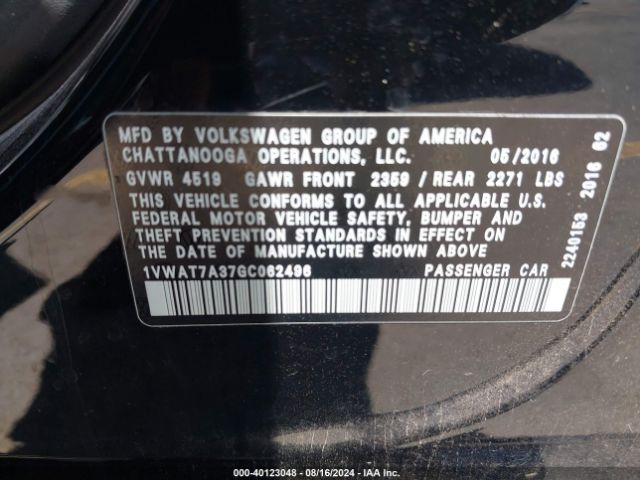 MFD BY VOLKSWAGEN GROUP OF AMERICA
CHATTANOOGA OPERATIONS, LLC. 05/2016
GVWR 4519 GAWR FRONT 2359 / REAR 2271 LBS
THIS VEHICLE CONFORMS TO ALL APPLICABLE U.S.
FEDERAL MOTOR VEHICLE SAFETY, BUMPER AND
THEFT PREVENTION STANDARDS IN EFFECT ON
THE DATE OF MANUFACTURE SHOWN ABOVE
1VWAT7A37GC062496 PASSENGER CAR
2240153 2016 62
000-40123048 - 08/16/2024 - IAA Inc.